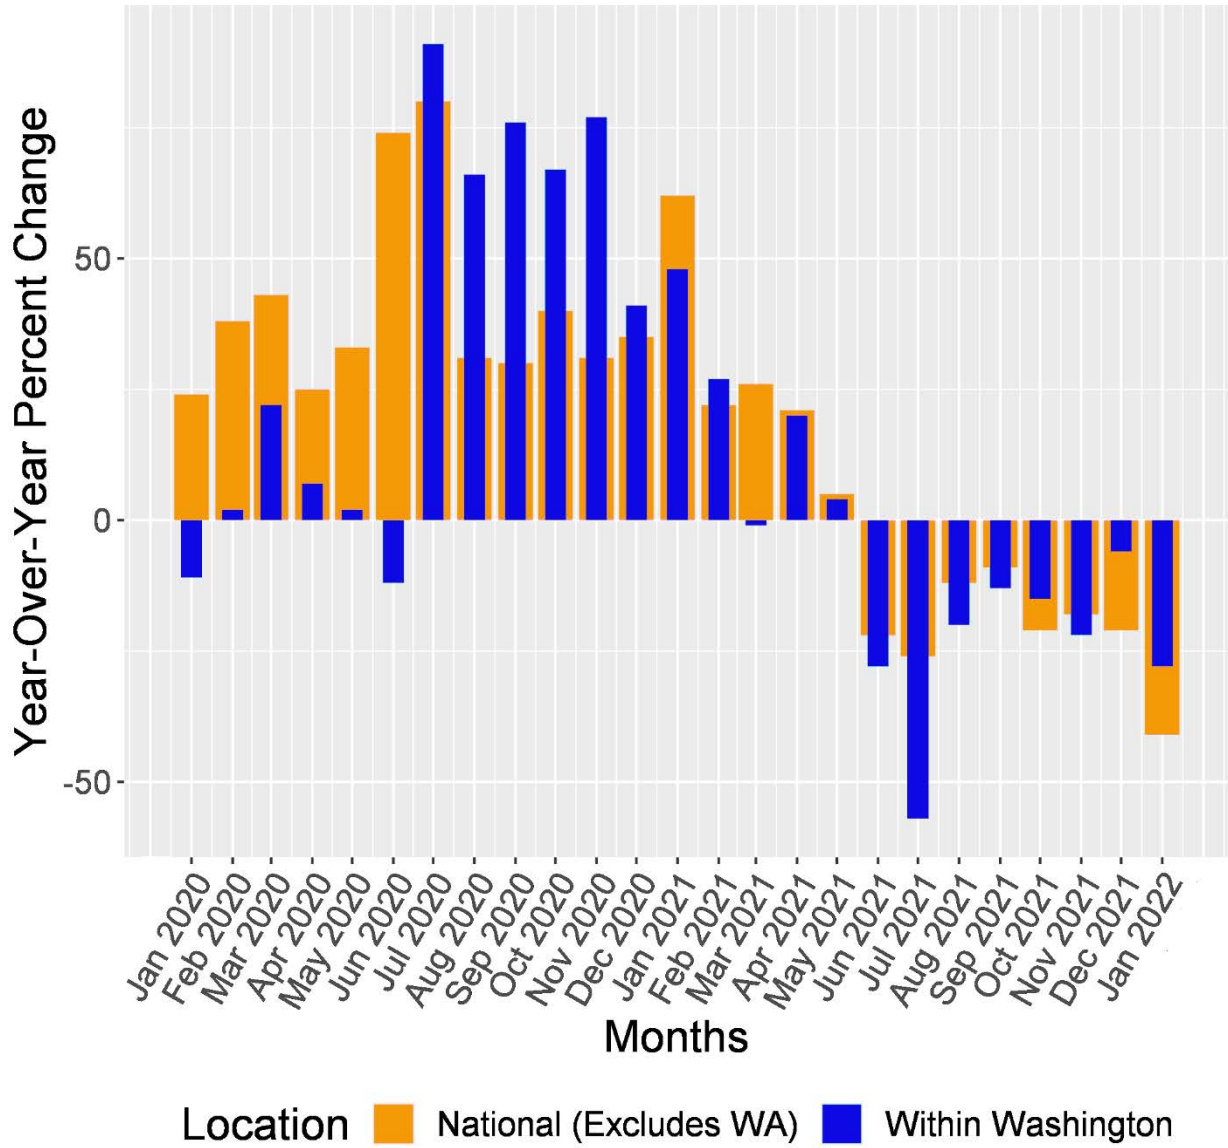 Year-Over-Year Percent Change
50
0
-50
Jan 2020
Feb 2020
Mar 2020
Apr 2020
May 2020
Jun 2020
Jul 2020
Aug 2020
Sep 2020
Oct 2020
Nov 2020
Dec 2020
Jan 2021
Feb 2021
Mar 2021
Apr 2021
May 2021
Jun 2021
Jul 2021
Aug 2021
Sep 2021
Oct 2021
Nov 2021
Dec 2021
Jan 2022
Months
Location National (Excludes WA) Within Washington